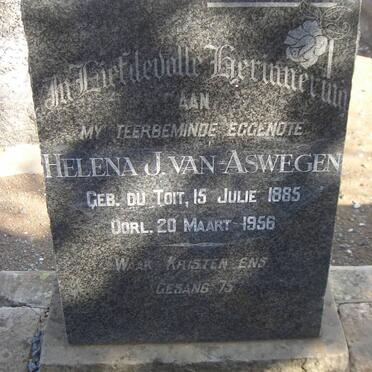 In Liefdevolle Herinnering
AAN
MY TEERBEMINDE EGGENOTE
HELENA J. VAN-ASWEGEN
GEB. DU TOIT, 15 JULIE 1885
OORL. 20 MAART-1956
WAAK KRISTEN ENS
GESANG 75